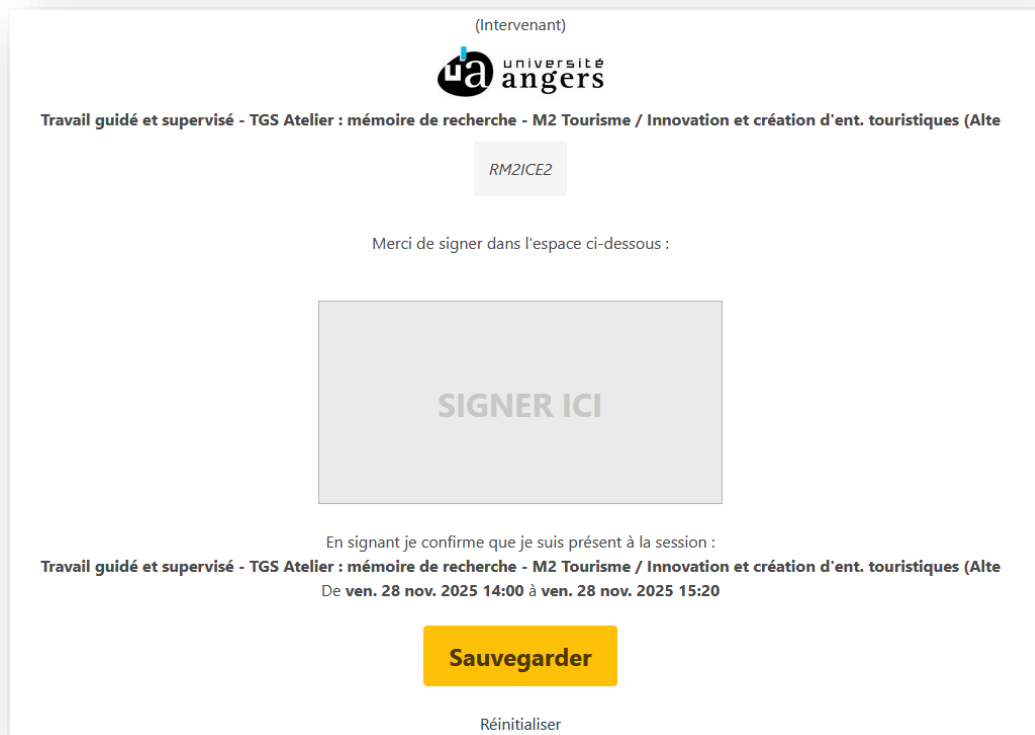 (Intervenant)
ua université
angers
Travail guidé et supervisé - TGS Atelier : mémoire de recherche - M2 Tourisme / Innovation et création d'ent. touristiques (Alte
RM2ICE2
Merci de signer dans l'espace ci-dessous :
SIGNER ICI
En signant je confirme que je suis présent à la session :
Travail guidé et supervisé - TGS Atelier : mémoire de recherche - M2 Tourisme / Innovation et création d'ent. touristiques (Alte
De ven. 28 nov. 2025 14:00 à ven. 28 nov. 2025 15:20
Sauvegarder
Réinitialiser